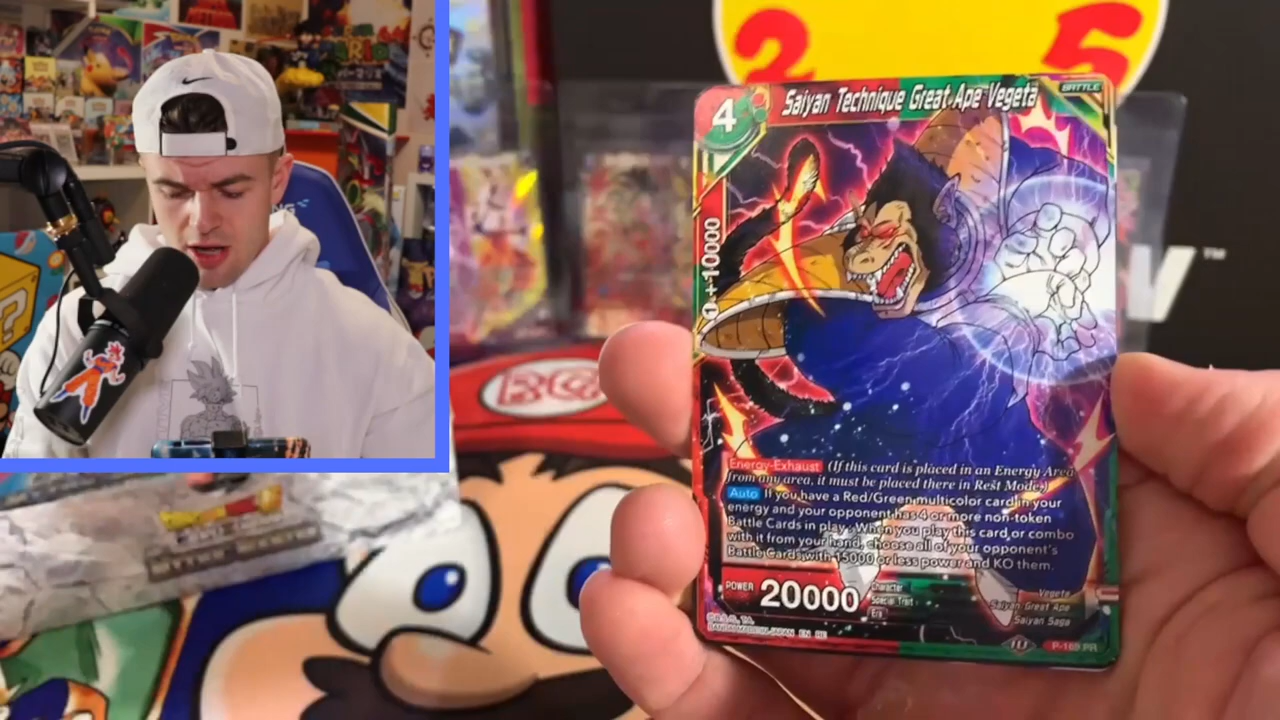 2 5
4
Saiyan Technique Great Ape Vegeta
BATTLE
1 +10000
Energy-Exhaust (If this card is placed in an Energy Area
from any area, it must be placed there in Rest Mode.)
Auto If you have a Red/Green multicolor card in your
energy and your opponent has 4 or more non-token
Battle Cards in play : When you play this card or combo
with it from your hand, choose all of your opponent's
Battle Cards with 15000 or less power and KO them.
POWER 20000
Character Vegeta
Special Trait Saiyan Great Ape
Era Saiyan Saga
P-169 PR